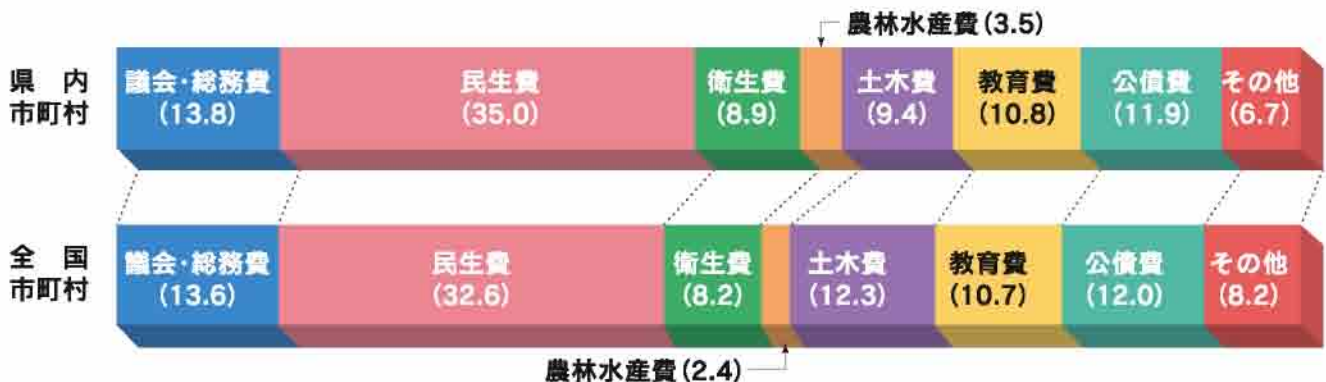 農林水産費(3.5)
県内
市町村
議会・総務費
(13.8)
民生費
(35.0)
衛生費
(8.9)
土木費
(9.4)
教育費
(10.8)
公債費
(11.9)
その他
(6.7)
全国
市町村
議会・総務費
(13.6)
民生費
(32.6)
衛生費
(8.2)
土木費
(12.3)
教育費
(10.7)
公債費
(12.0)
その他
(8.2)
農林水産費(2.4)